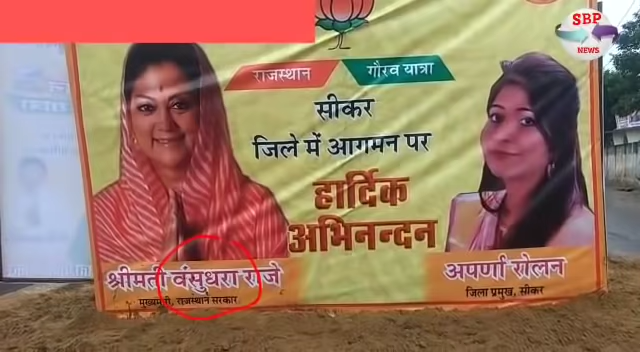 SBP
NEWS
राजस्थान
गौरव यात्रा
सीकर
जिले में आगमन पर
हार्दिक
अभिनन्दन
श्रीमती वंसुधरा राजे
मुख्यमंत्री, राजस्थान सरकार
अपर्णा रोलन
जिला प्रमुख, सीकर